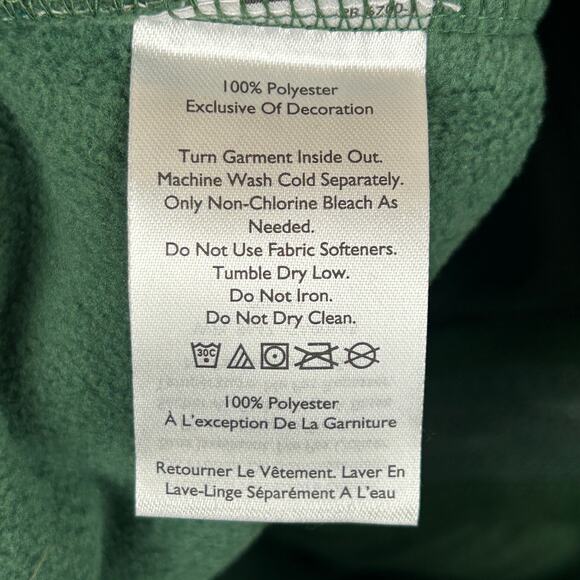 100% Polyester
Exclusive Of Decoration
Turn Garment Inside Out.
Machine Wash Cold Separately.
Only Non-Chlorine Bleach As
Needed.
Do Not Use Fabric Softeners.
Tumble Dry Low.
Do Not Iron.
Do Not Dry Clean.
30C
100% Polyester
À L'exception De La Garniture
Retourner Le Vêtement. Laver En
Lave-Linge Séparément A L'eau